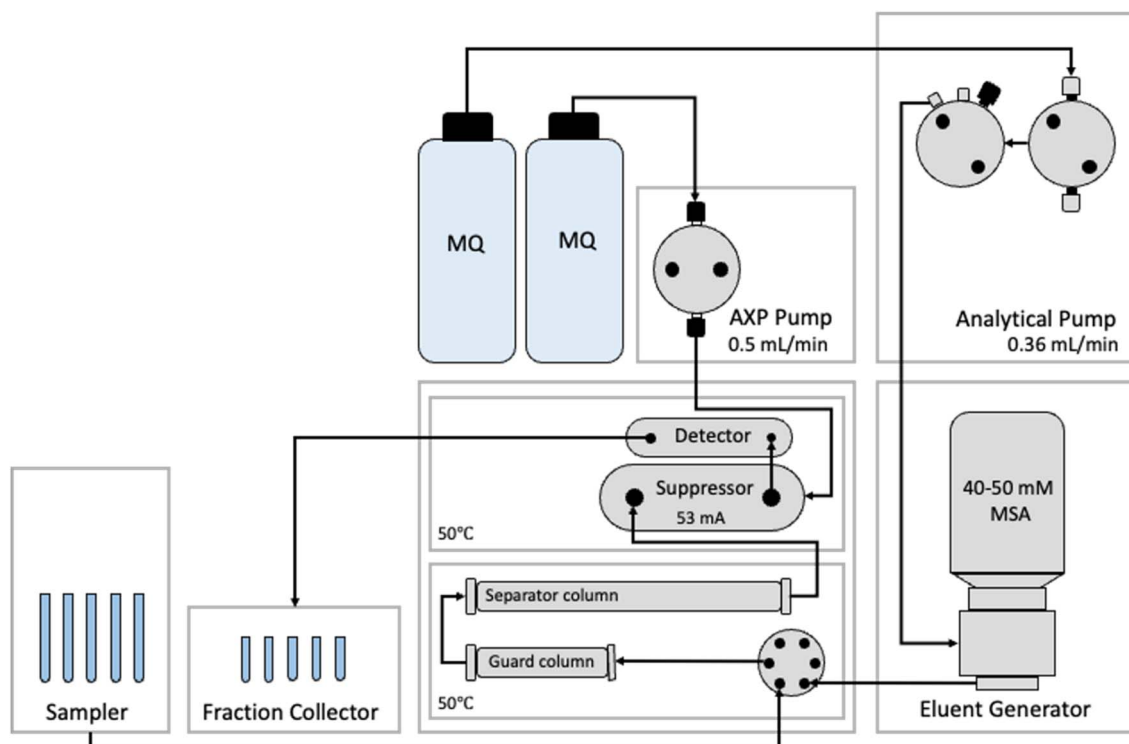 MQ
MQ
AXP Pump
0.5 mL/min
Analytical Pump
0.36 mL/min
Detector
Suppressor
53 mA
50°C
40-50 mM
MSA
Separator column
Guard column
50°C
Sampler
Fraction Collector
Eluent Generator